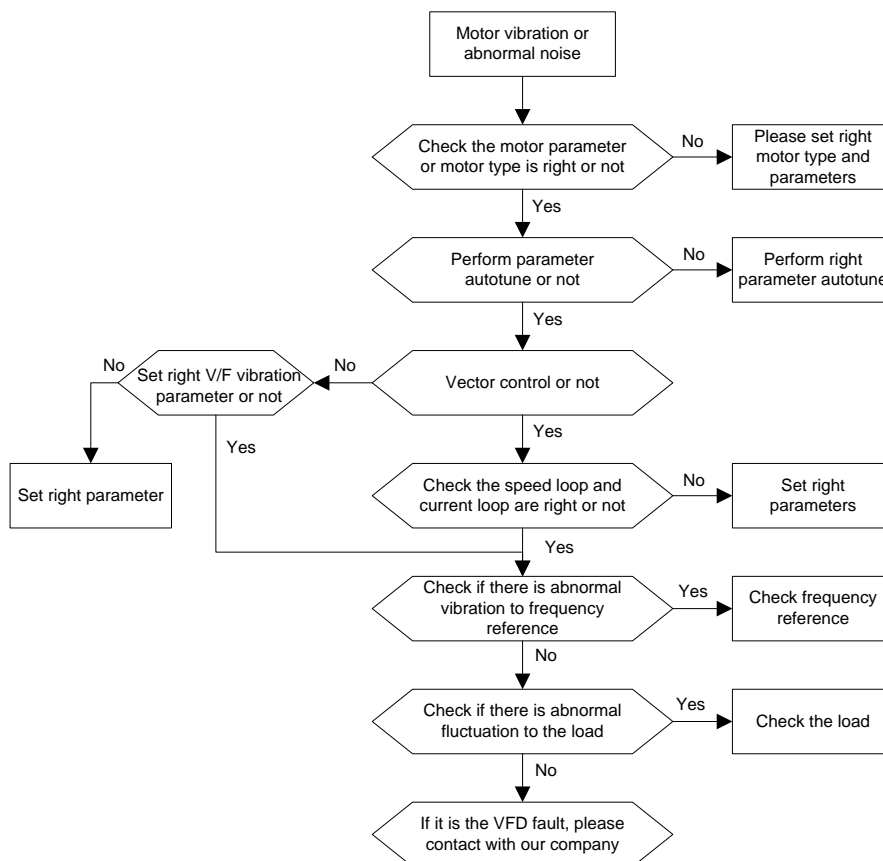 Motor vibration or
abnormal noise
Check the motor parameter
or motor type is right or not
No
Please set right
motor type and
parameters
Yes
Perform parameter
autotune or not
No
Perform right
parameter autotune
Yes
No
Set right V/F vibration
parameter or not
No
Vector control or not
Yes
Yes
Set right parameter
Check the speed loop and
current loop are right or not
No
Set right
parameters
Yes
Check if there is abnormal
vibration to frequency
reference
Yes
Check frequency
reference
No
Check if there is abnormal
fluctuation to the load
Yes
Check the load
No
If it is the VFD fault, please
contact with our company